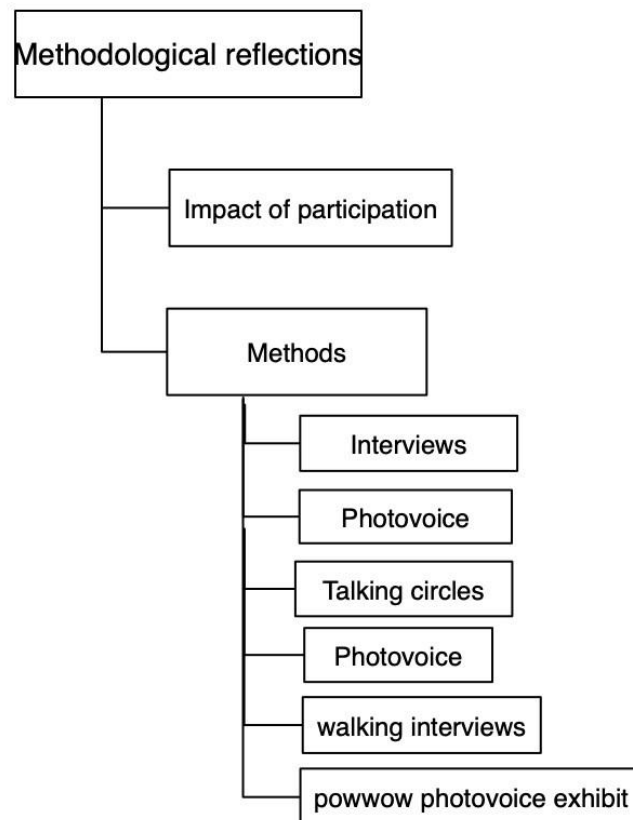 Methodological reflections
Impact of participation
Methods
Interviews
Photovoice
Talking circles
Photovoice
walking interviews
powwow photovoice exhibit